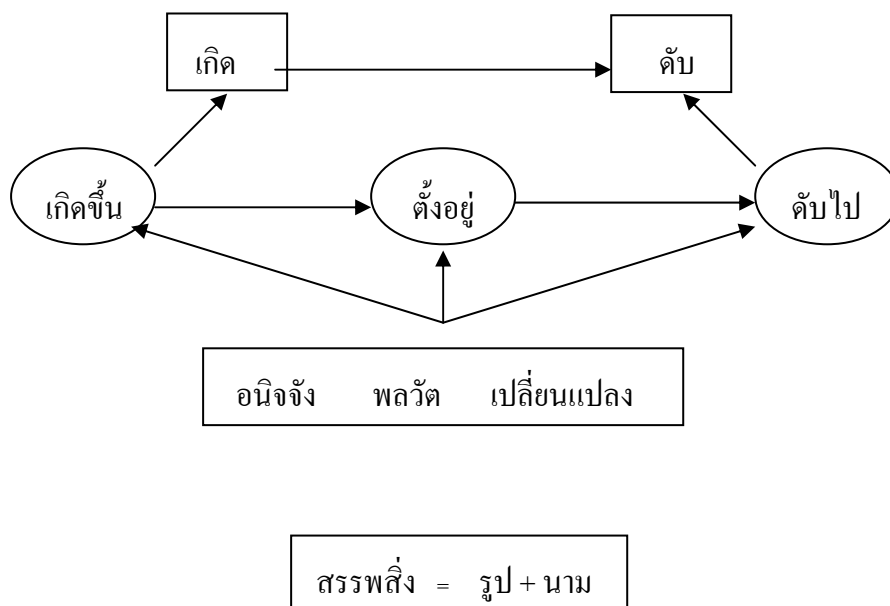 เกิด ดับ
เกิดขึ้น ตั้งอยู่ ดับไป
อนิจจัง พลวัต เปลี่ยนแปลง
สรรพสิ่ง = รูป + นาม